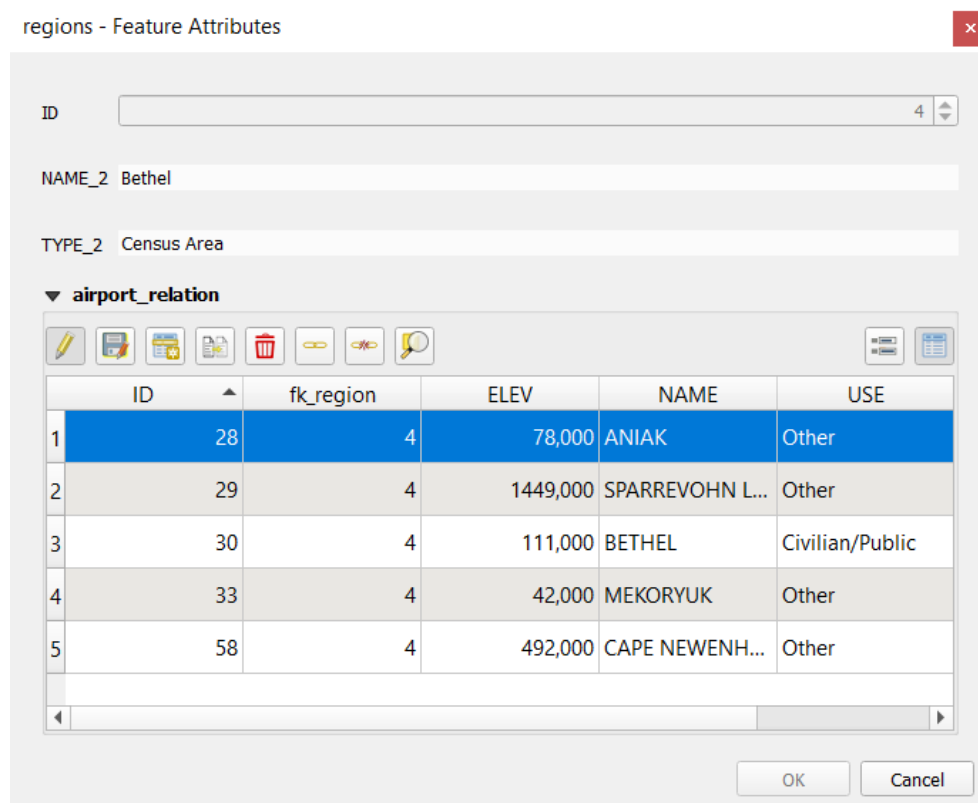 regions - Feature Attributes
ID 4
NAME_2 Bethel
TYPE_2 Census Area
airport_relation
ID fk_region ELEV NAME USE
1 28 4 78,000 ANIAK Other
2 29 4 1449,000 SPARREVOHN L... Other
3 30 4 111,000 BETHEL Civilian/Public
4 33 4 42,000 MEKORYUK Other
5 58 4 492,000 CAPE NEWENH... Other
OK Cancel